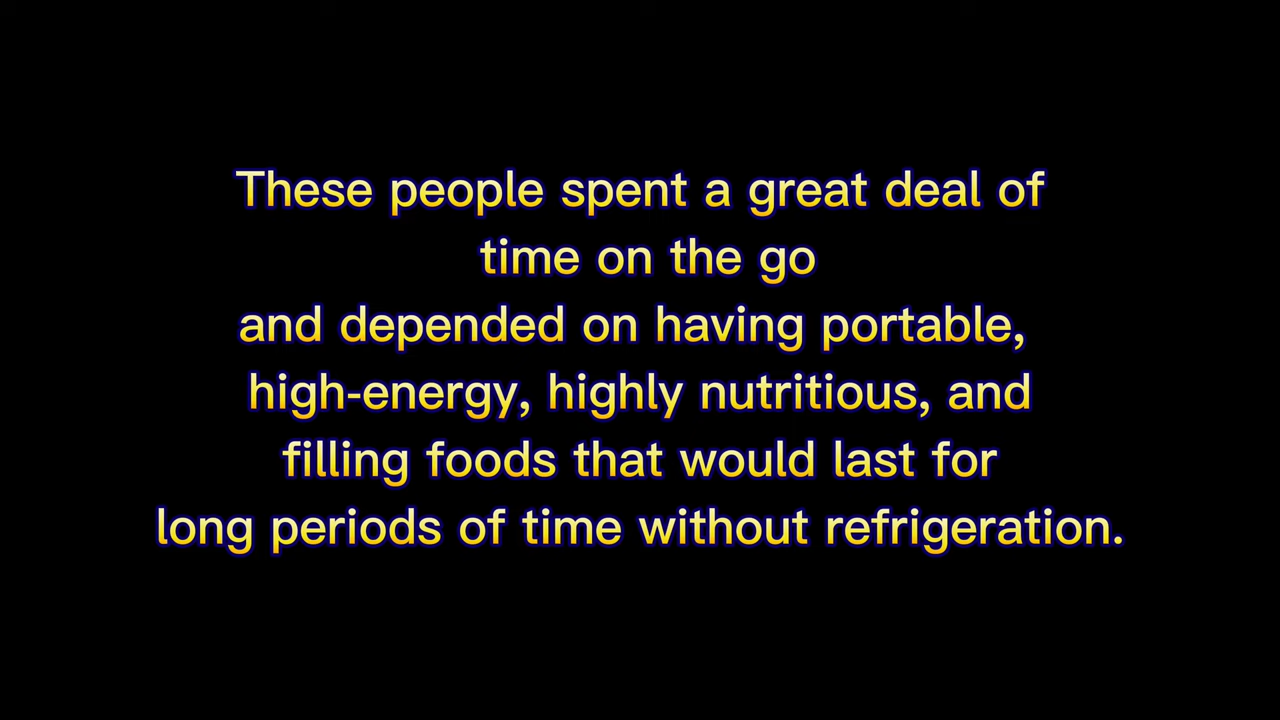 These people spent a great deal of
time on the go
and depended on having portable,
high-energy, highly nutritious, and
filling foods that would last for
long periods of time without refrigeration.